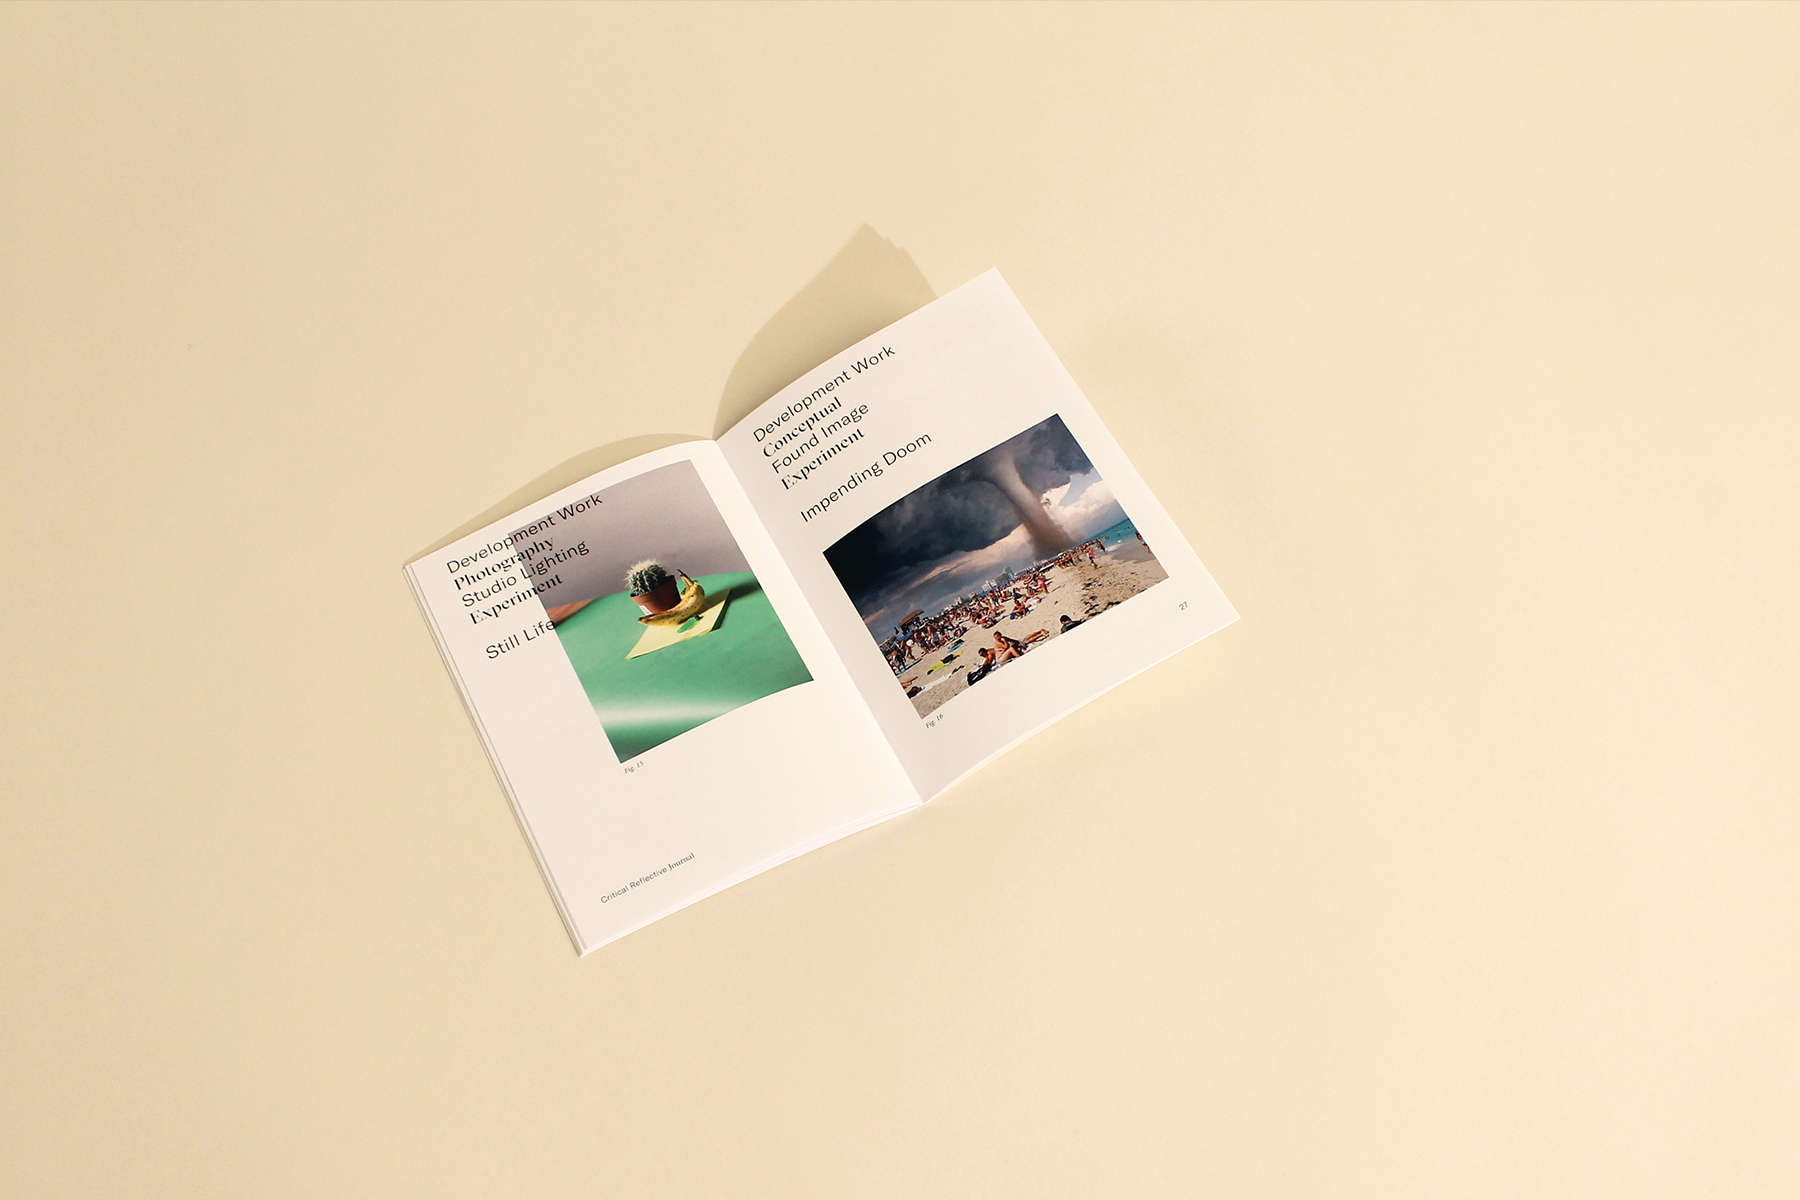 Development Work
Photography
Studio Lighting
Experiment
Still Life
Fig. 15
Critical Reflective Journal
Development Work
Conceptual
Found Image
Experiment
Impending Doom
Fig. 16
27